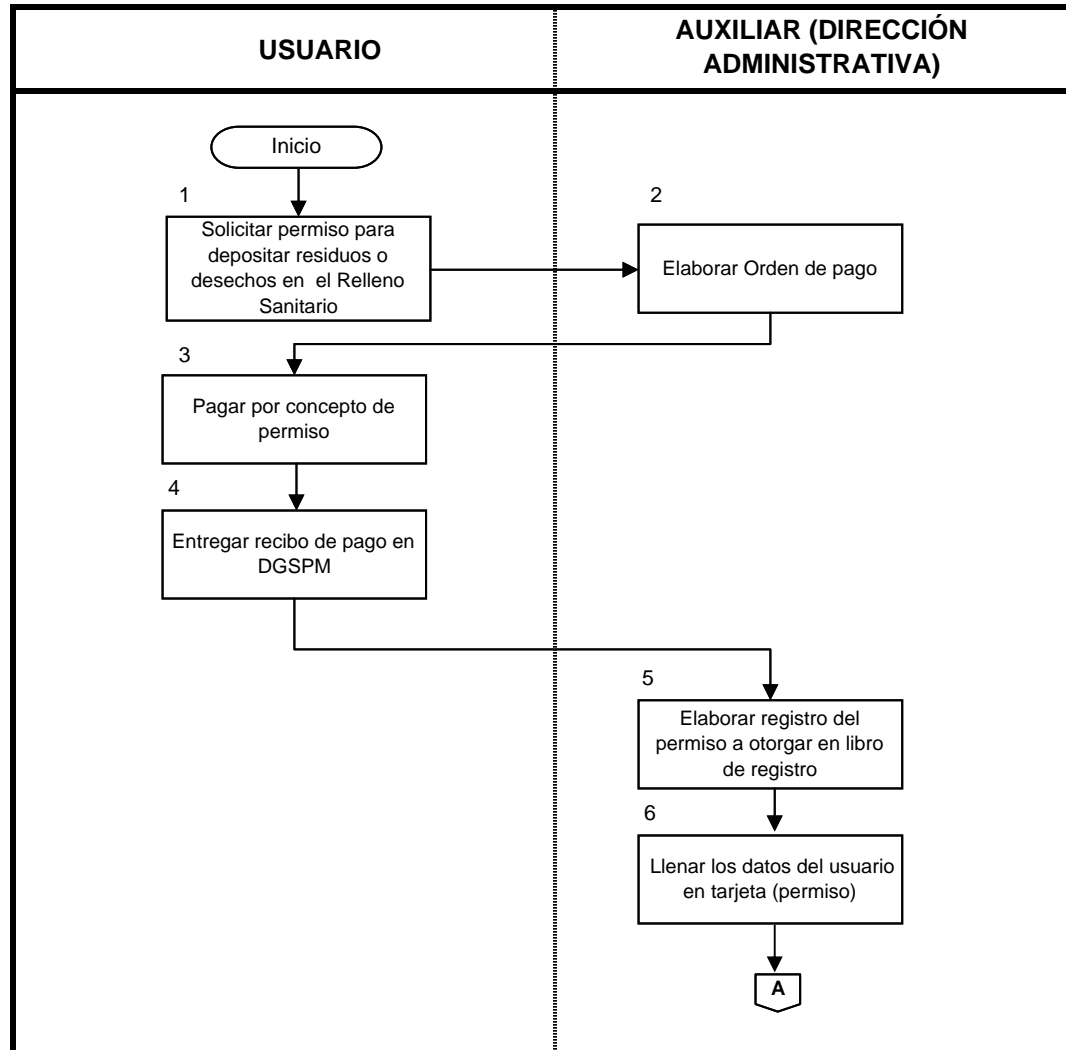 USUARIO
AUXILIAR (DIRECCIÓN
ADMINISTRATIVA)
Inicio
1
Solicitar permiso para
depositar residuos o
desechos en  el Relleno
Sanitario
2
Elaborar Orden de pago
3
Pagar por concepto de
permiso
4
Entregar recibo de pago en
DGSPM
5
Elaborar registro del
permiso a otorgar en libro
de registro
6
Llenar los datos del usuario
en tarjeta (permiso)
A